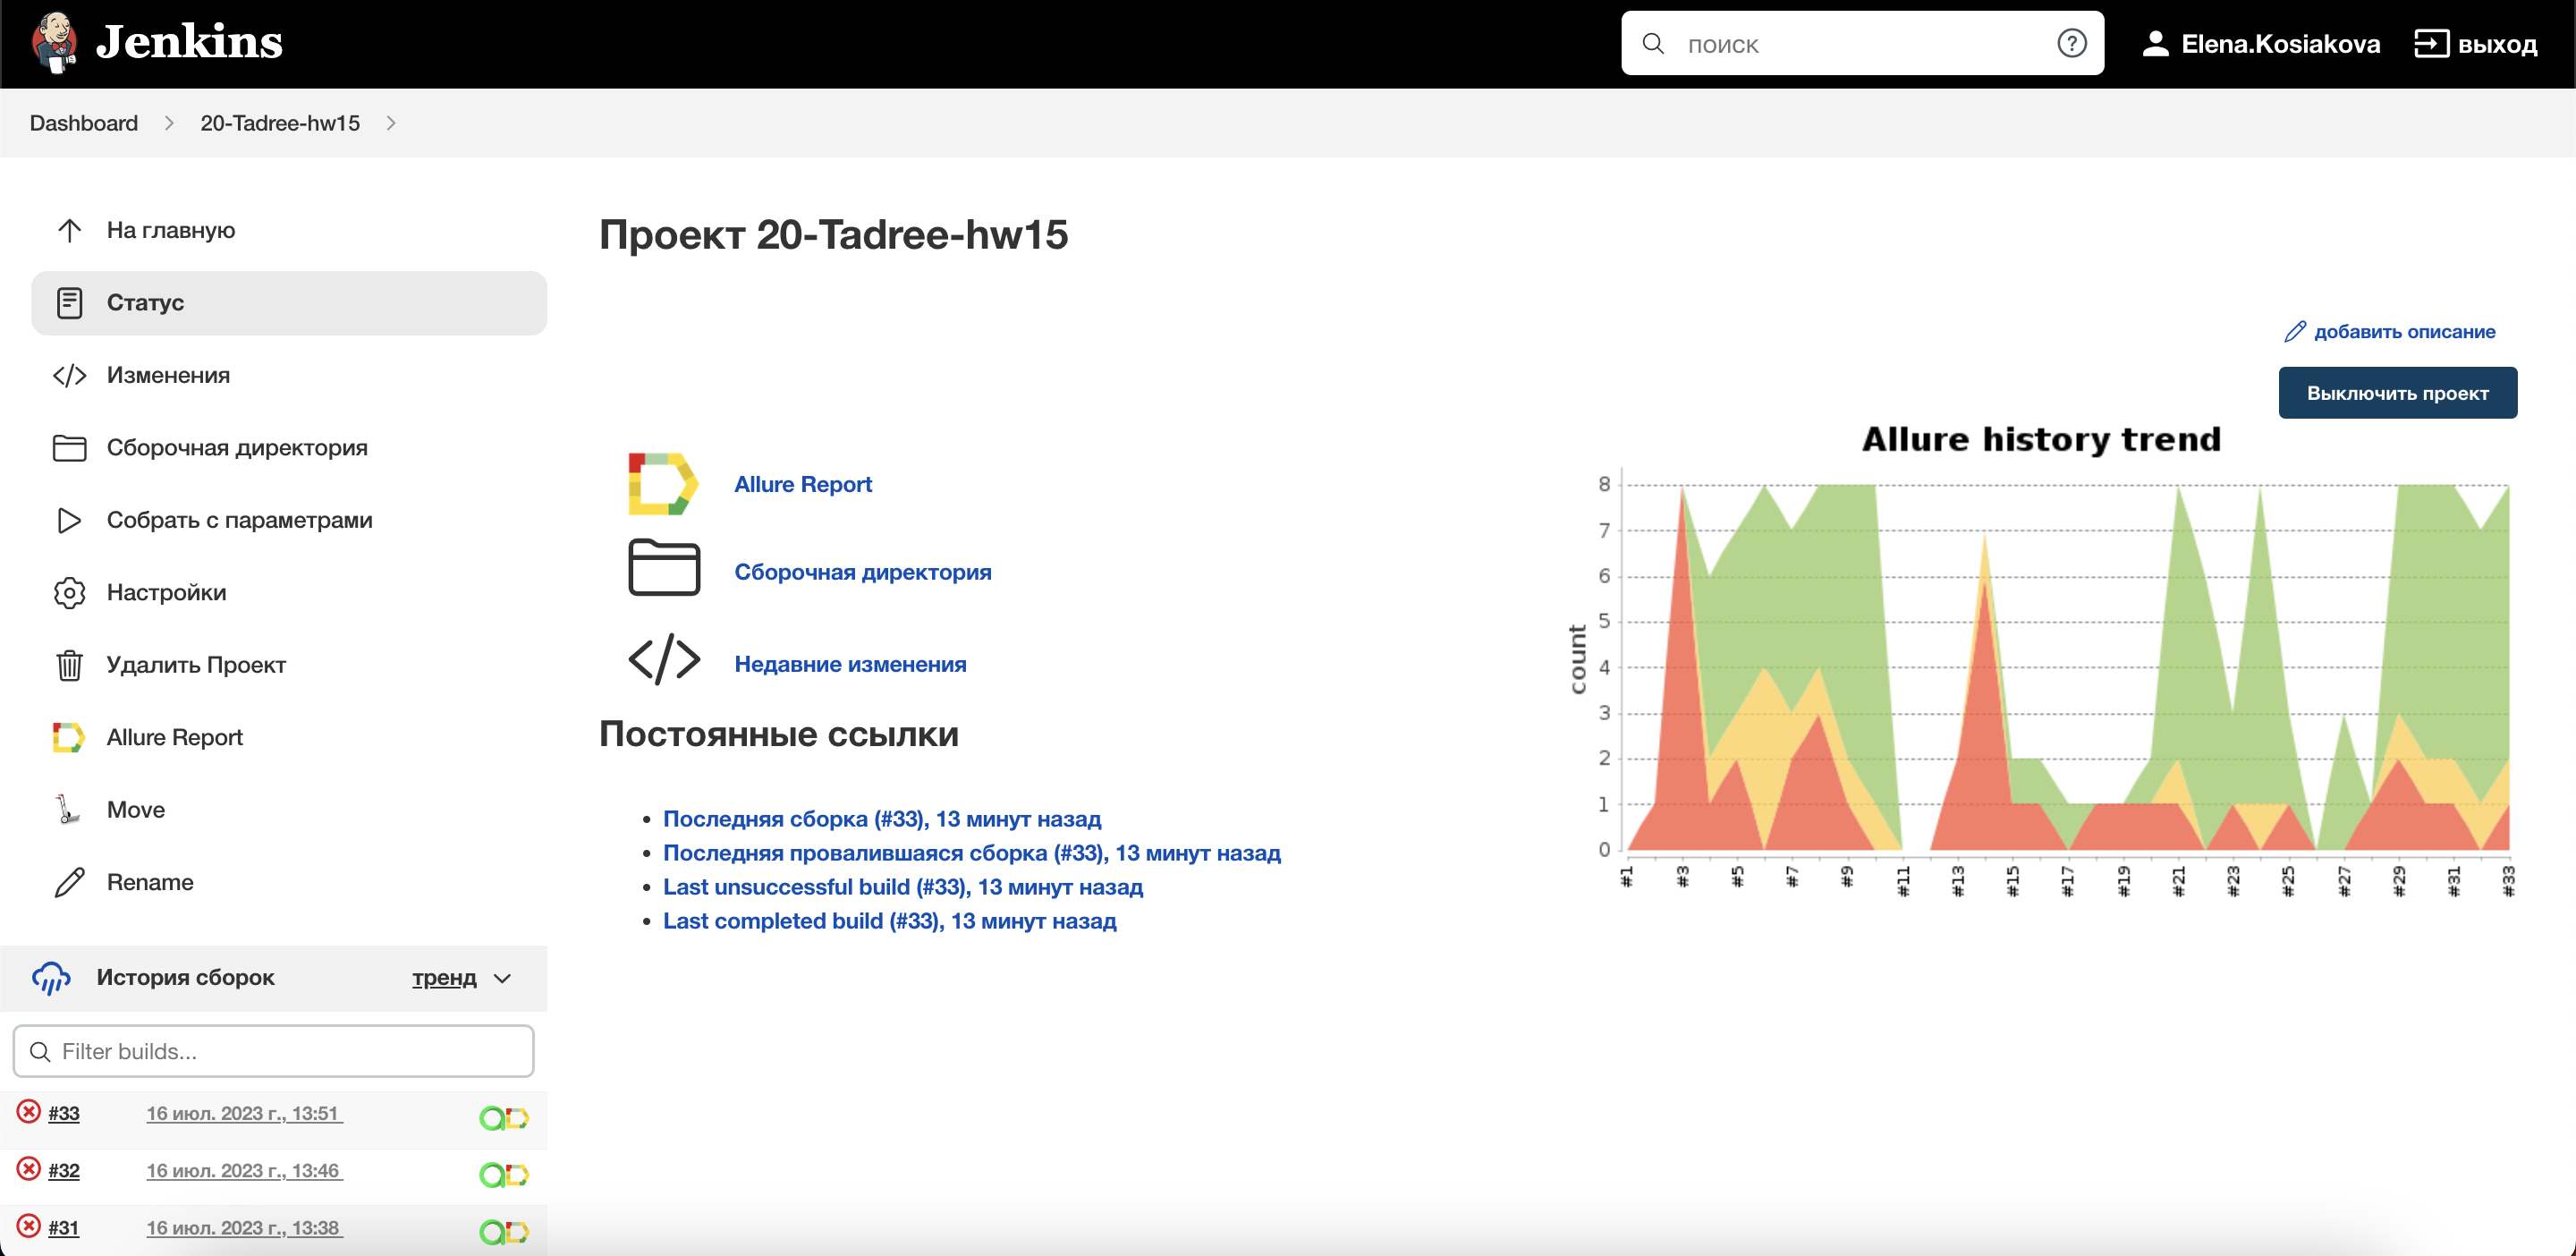 Jenkins
поиск
Elena.Kosiakova
выход
Dashboard
20-Tadree-hw15
На главную
Статус
Изменения
Сборочная директория
Собрать с параметрами
Настройки
Удалить Проект
Allure Report
Move
Rename
История сборок
тренд
Filter builds...
#33 16 июл. 2023 г., 13:51
#32 16 июл. 2023 г., 13:46
#31 16 июл. 2023 г., 13:38
Проект 20-Tadree-hw15
добавить описание
Выключить проект
Allure Report
Сборочная директория
Недавние изменения
Постоянные ссылки
Последняя сборка (#33), 13 минут назад
Последняя провалившаяся сборка (#33), 13 минут назад
Last unsuccessful build (#33), 13 минут назад
Last completed build (#33), 13 минут назад
Allure history trend
count
8
7
6
5
4
3
2
1
0
#1 #3 #5 #7 #9 #11 #13 #15 #17 #19 #21 #23 #25 #27 #29 #31 #33